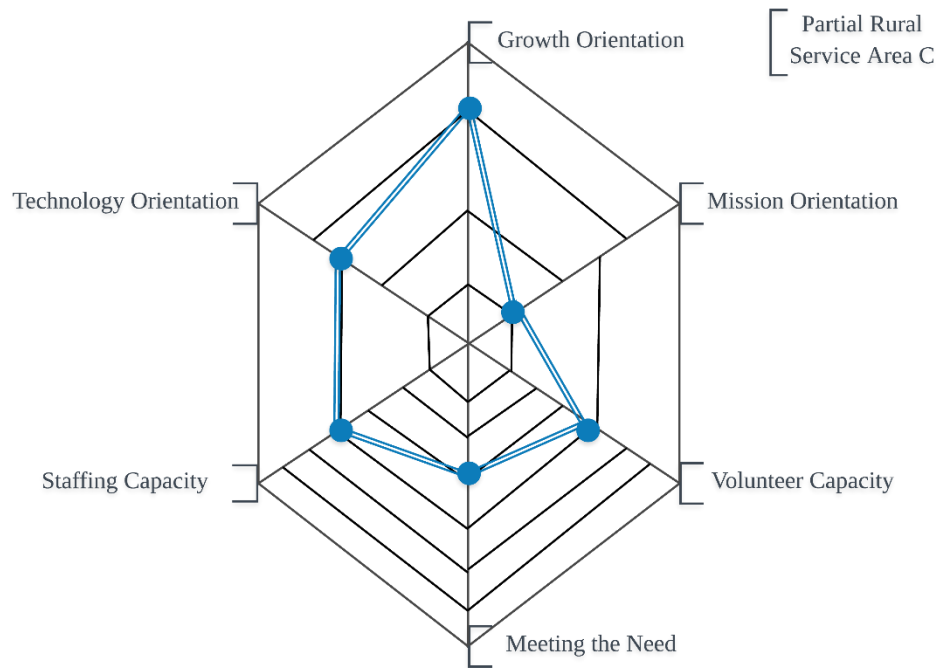 Partial Rural
Service Area C
Growth Orientation
Technology Orientation
Mission Orientation
Staffing Capacity
Volunteer Capacity
Meeting the Need